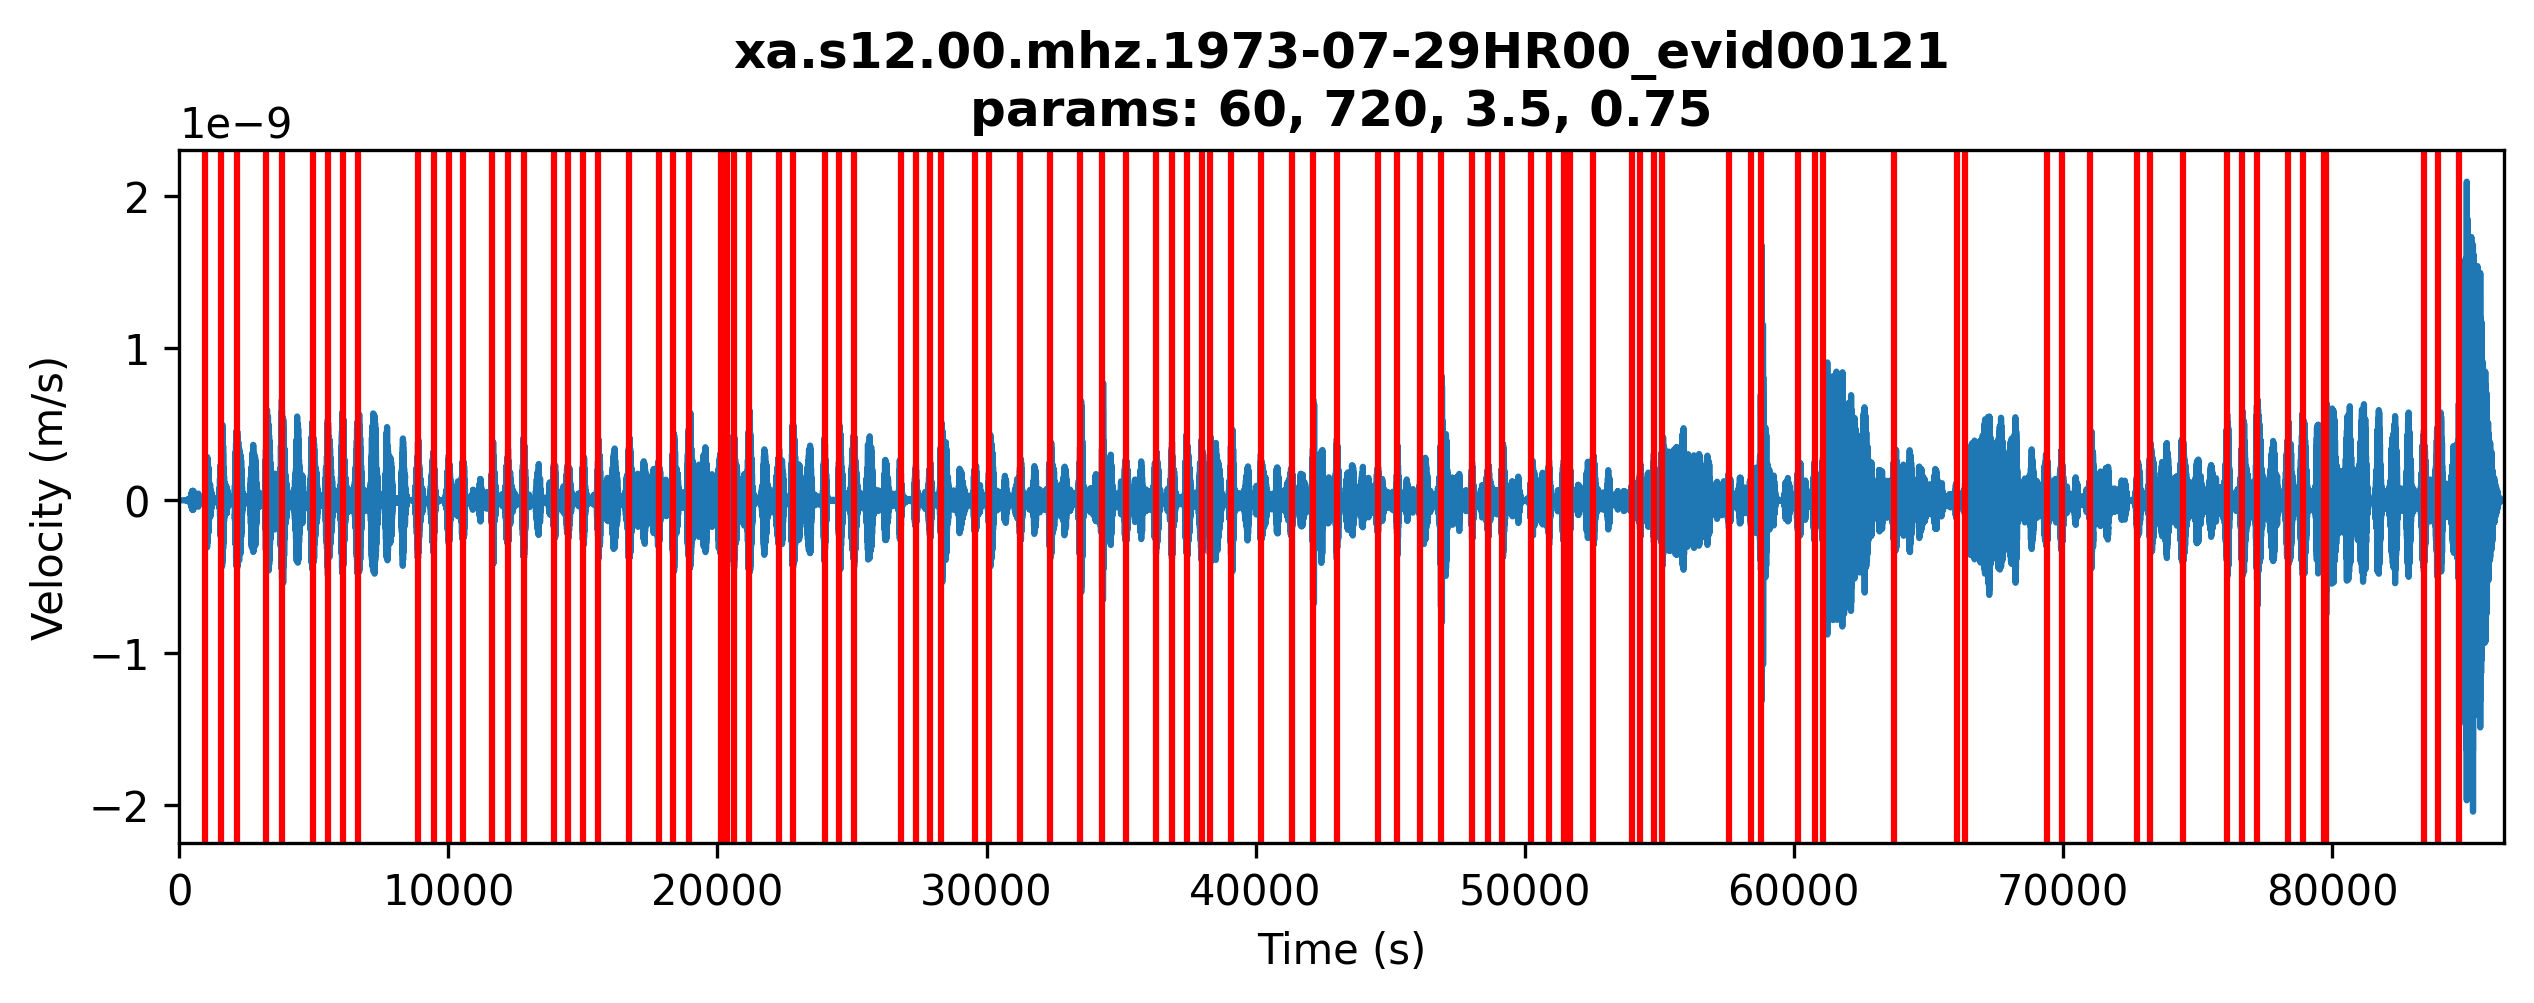 xa.s12.00.mhz.1973-07-29HR00_evid00121
params: 60, 720, 3.5, 0.75
1e−9
2
1
0
−1
−2
Velocity (m/s)
0 10000 20000 30000 40000 50000 60000 70000 80000
Time (s)